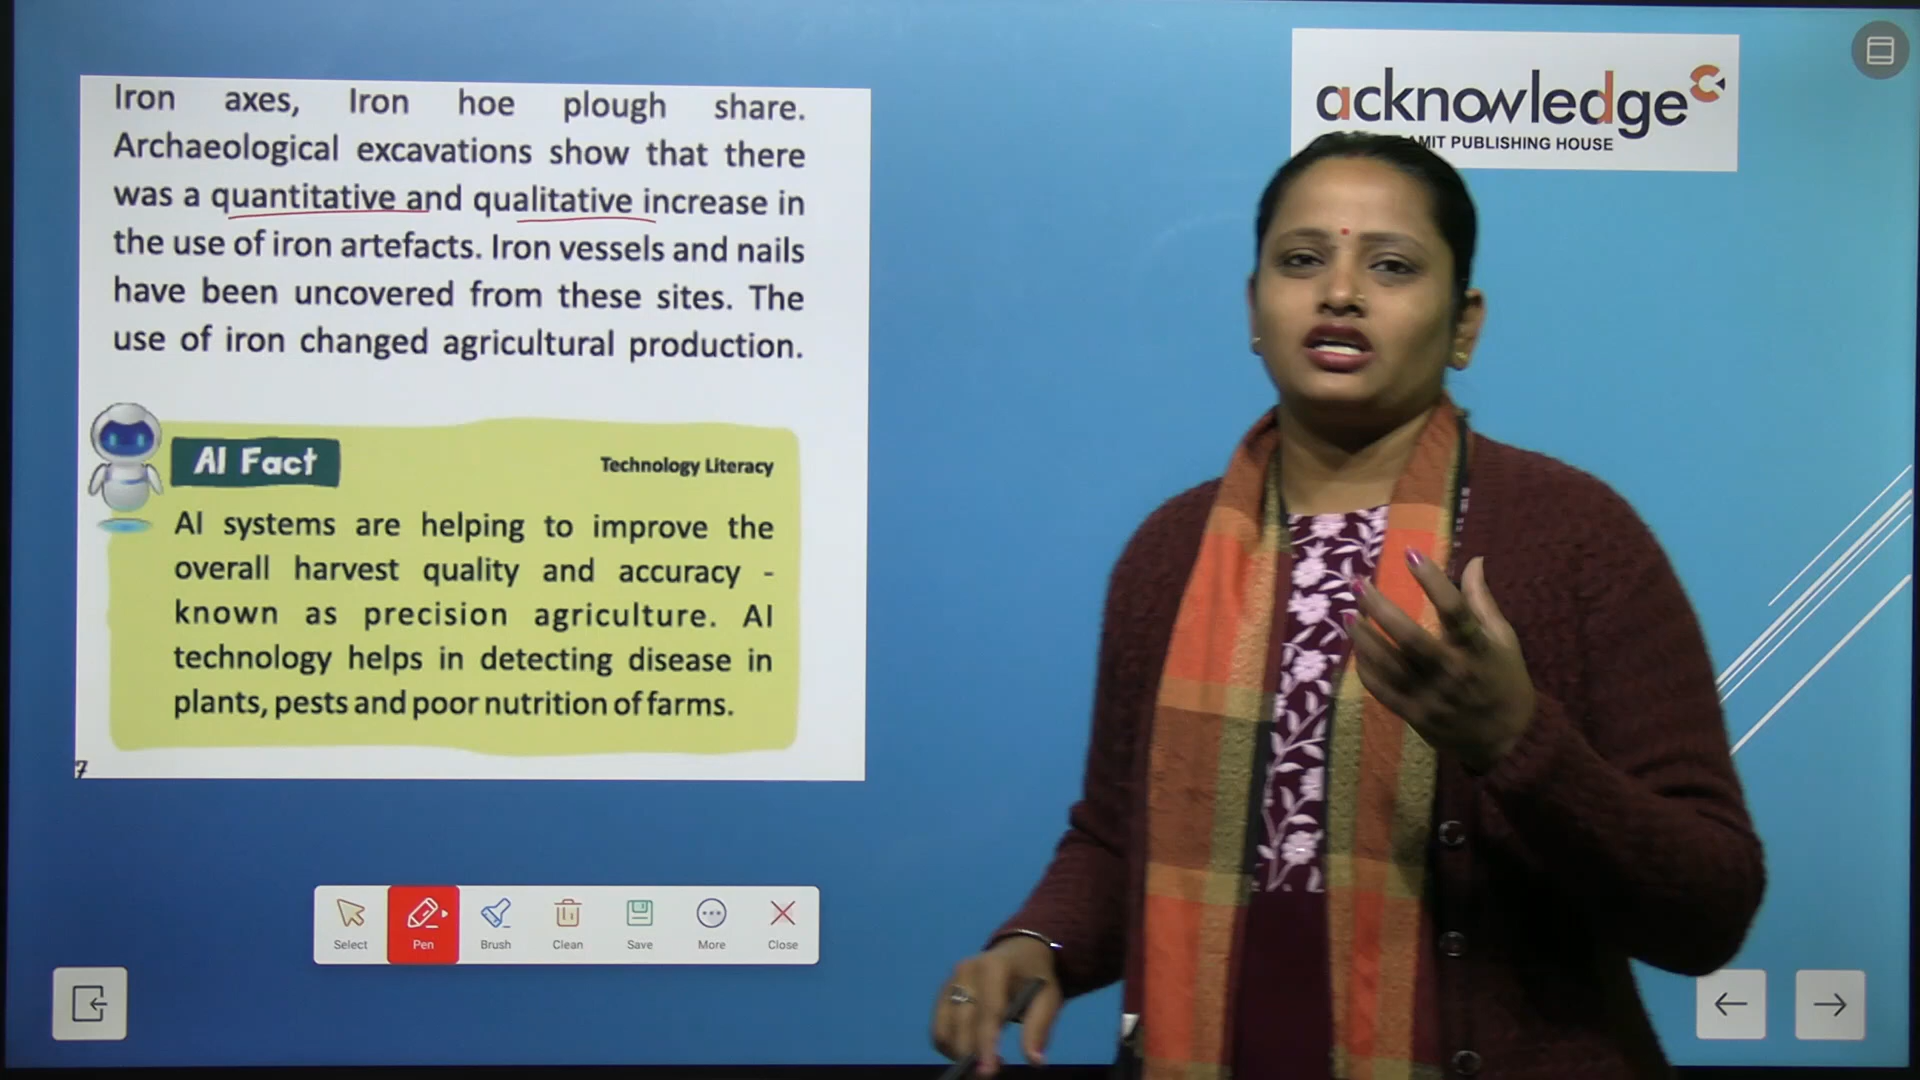 Iron axes, Iron hoe plough share.
Archaeological excavations show that there
was a quantitative and qualitative increase in
the use of iron artefacts. Iron vessels and nails
have been uncovered from these sites. The
use of iron changed agricultural production.
AI Fact
Technology Literacy
AI systems are helping to improve the
overall harvest quality and accuracy -
known as precision agriculture. AI
technology helps in detecting disease in
plants, pests and poor nutrition of farms.
7
acknowledge
MIT PUBLISHING HOUSE
Select Pen Brush Clean Save More Close